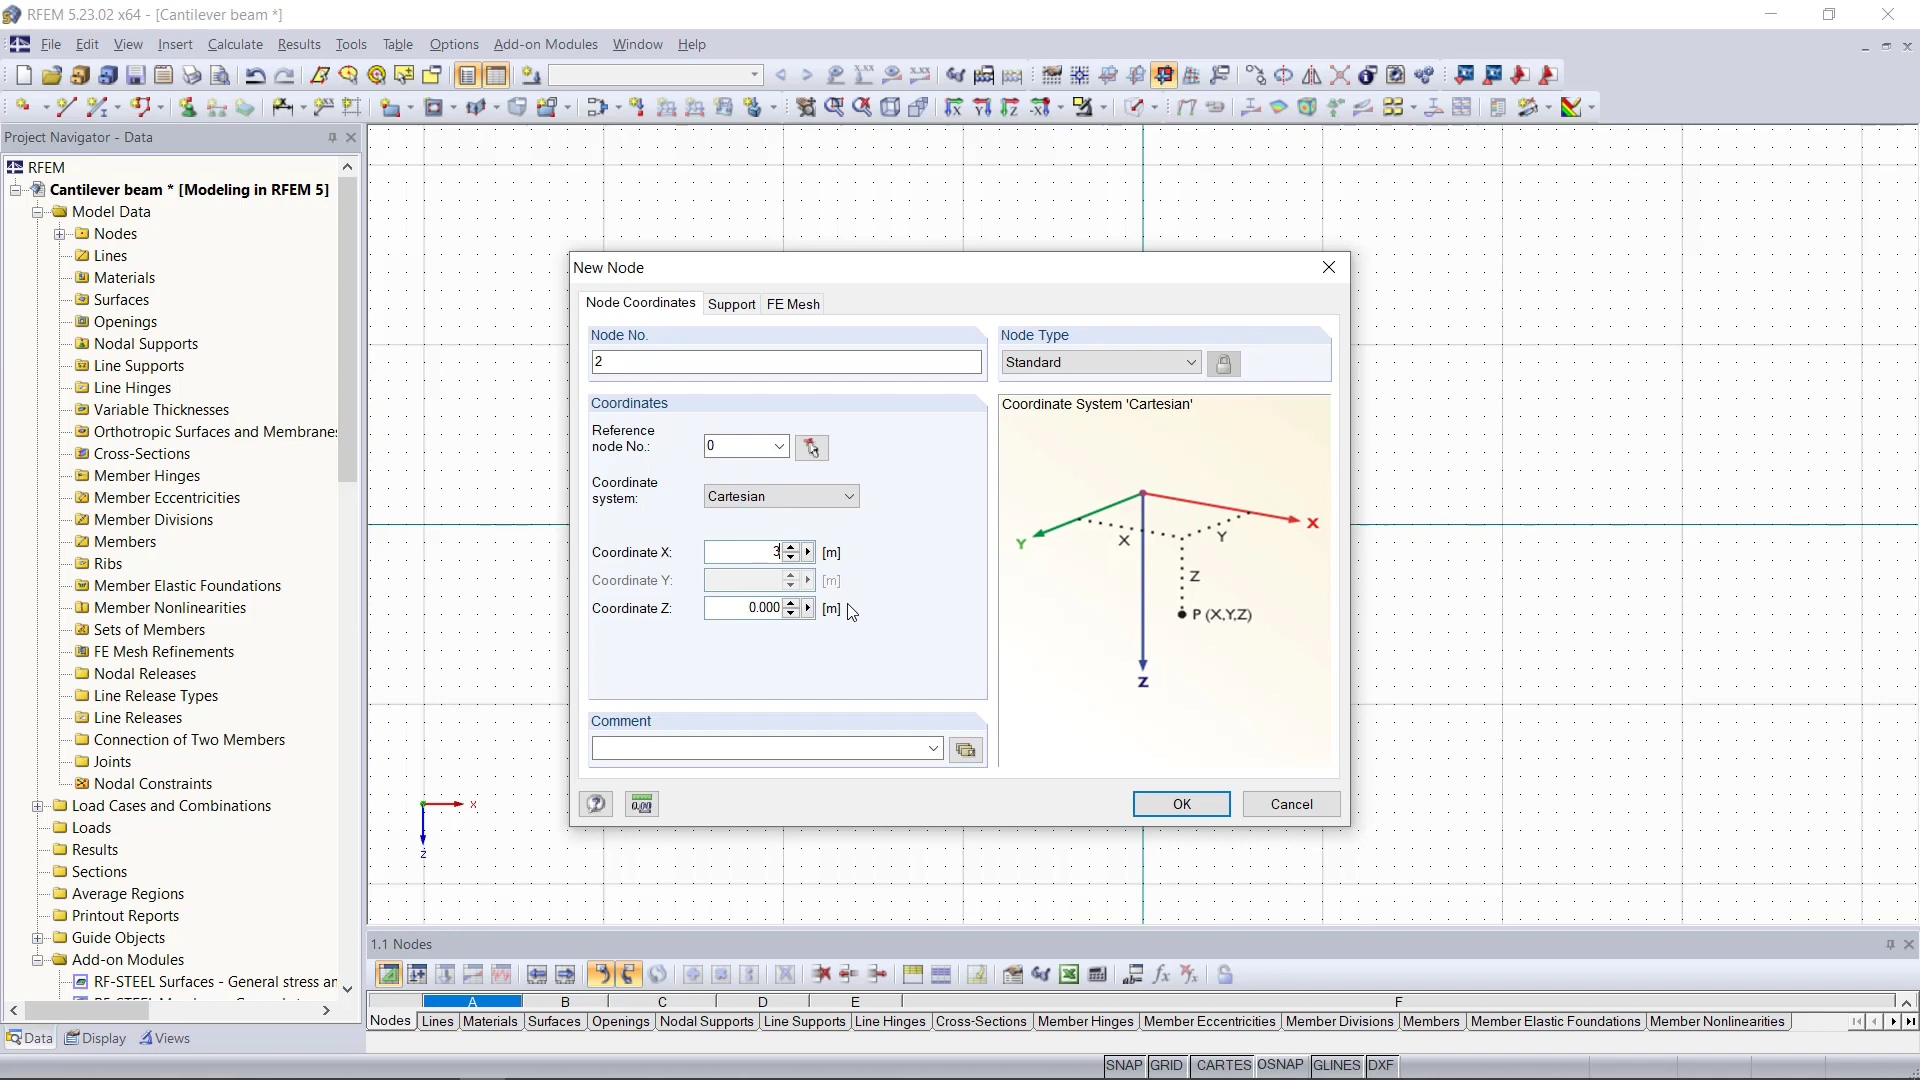 RFEM 5.23.02 x64 - [Cantilever beam *]
File Edit View Insert Calculate Results Tools Table Options Add-on Modules Window Help
Project Navigator - Data
RFEM
Cantilever beam * [Modeling in RFEM 5]
Model Data
Nodes
Lines
Materials
Surfaces
Openings
Nodal Supports
Line Supports
Line Hinges
Variable Thicknesses
Orthotropic Surfaces and Membranes
Cross-Sections
Member Hinges
Member Eccentricities
Member Divisions
Members
Ribs
Member Elastic Foundations
Member Nonlinearities
Sets of Members
FE Mesh Refinements
Nodal Releases
Line Release Types
Line Releases
Connection of Two Members
Joints
Nodal Constraints
Load Cases and Combinations
Loads
Results
Sections
Average Regions
Printout Reports
Guide Objects
Add-on Modules
RF-STEEL Surfaces - General stress an
Data Display Views
New Node
Node Coordinates Support FE Mesh
Node No.
2
Node Type
Standard
Coordinates
Reference
node No.:
0
Coordinate
system:
Cartesian
Coordinate X: 3 [m]
Coordinate Y: [m]
Coordinate Z: 0.000 [m]
Coordinate System 'Cartesian'
X
Y
X
Y
Z
P (X,Y,Z)
Z
Comment
0.00
OK Cancel
x
z
1.1 Nodes
A B C D E F
Nodes Lines Materials Surfaces Openings Nodal Supports Line Supports Line Hinges Cross-Sections Member Hinges Member Eccentricities Member Divisions Members Member Elastic Foundations Member Nonlinearities
SNAP GRID CARTES OSNAP GLINES DXF